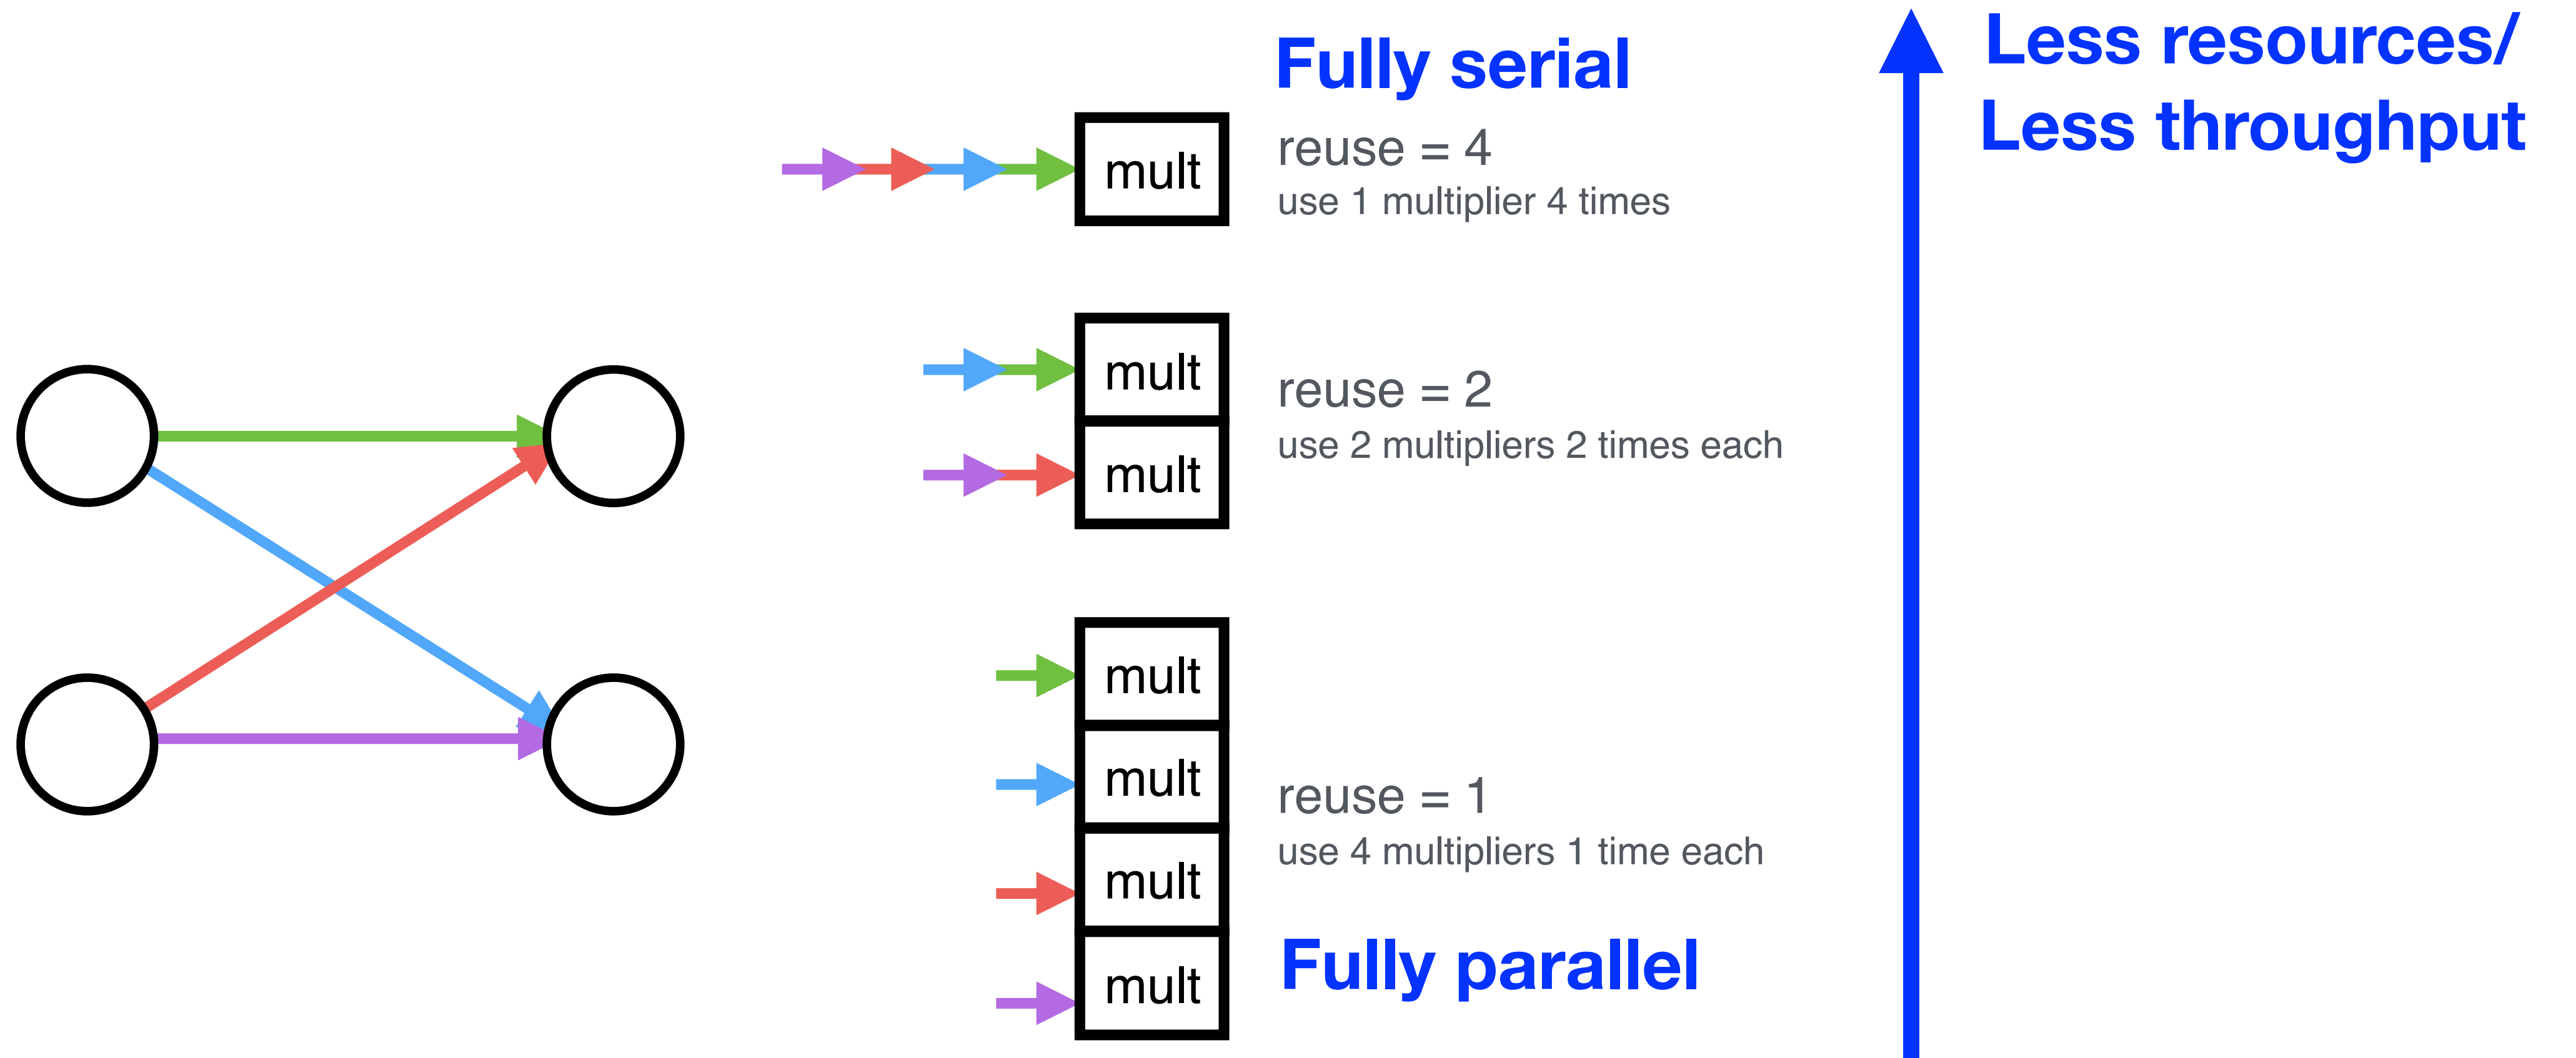 Fully serial
mult
reuse = 4
use 1 multiplier 4 times
mult
mult
reuse = 2
use 2 multipliers 2 times each
mult
mult
mult
mult
reuse = 1
use 4 multipliers 1 time each
Fully parallel
Less resources/
Less throughput